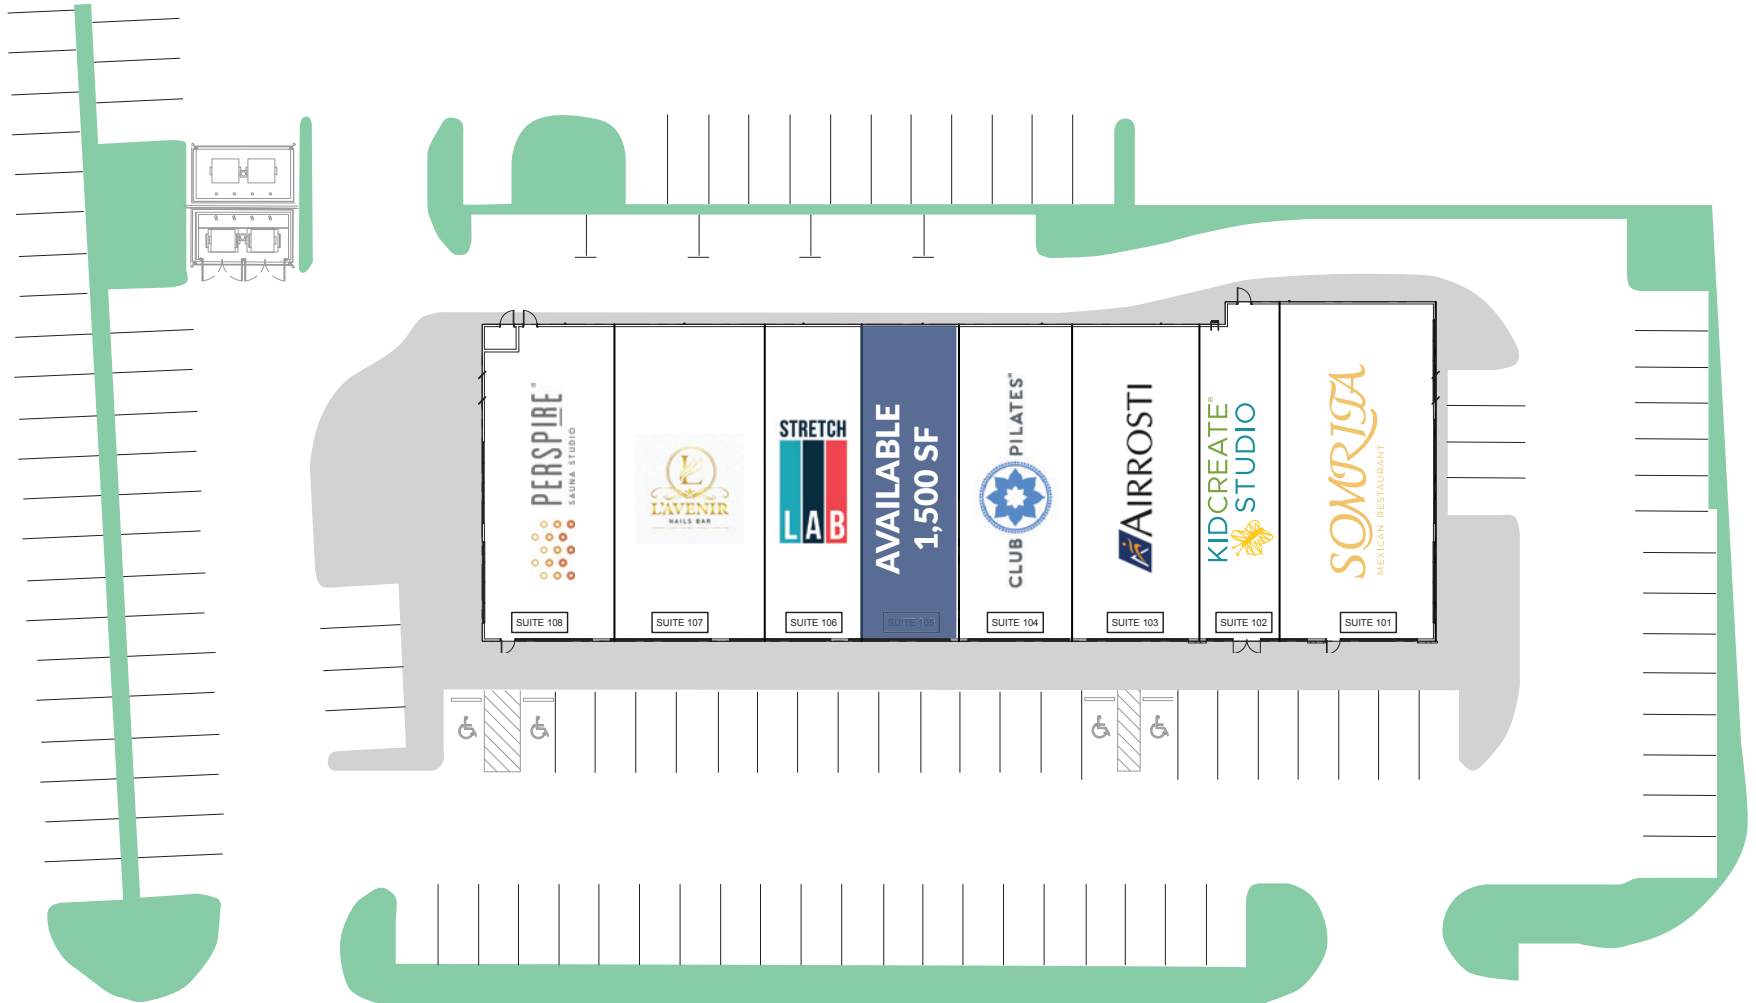 PERSPIRE®
SAUNA STUDIO
SUITE 108
L
L'AVENIR
NAILS BAR
SUITE 107
STRETCH
LAB
SUITE 106
AVAILABLE
1,500 SF
SUITE 105
CLUB PILATES
SUITE 104
AIRROSTI
SUITE 103
KIDCREATE®
STUDIO
SUITE 102
SOMRITA
MEXICAN RESTAURANT
SUITE 101